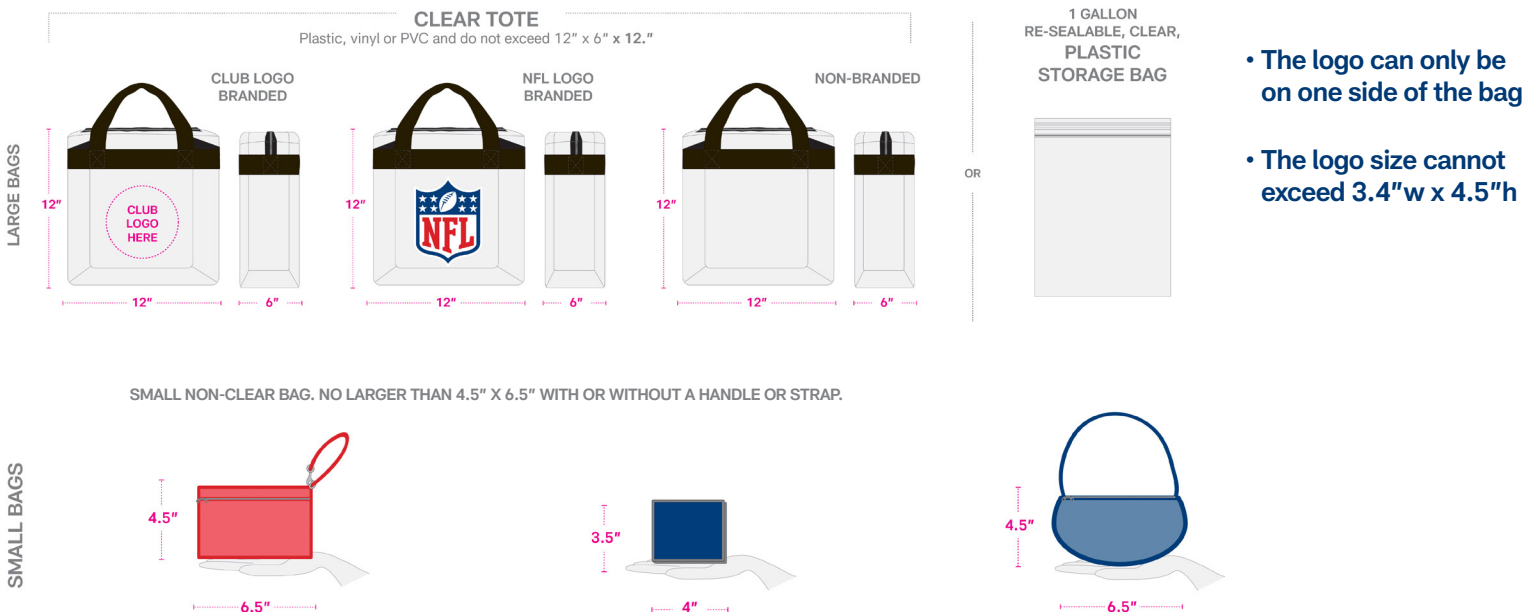 CLEAR TOTE
Plastic, vinyl or PVC and do not exceed 12" x 6" x 12."
CLUB LOGO
BRANDED
NFL LOGO
BRANDED
NON-BRANDED
1 GALLON
RE-SEALABLE, CLEAR,
PLASTIC
STORAGE BAG
• The logo can only be
on one side of the bag
• The logo size cannot
exceed 3.4"w x 4.5"h
LARGE BAGS
12"
CLUB
LOGO
HERE
12"
6"
12"
NFL
12"
6"
12"
12"
6"
OR
SMALL NON-CLEAR BAG. NO LARGER THAN 4.5" X 6.5" WITH OR WITHOUT A HANDLE OR STRAP.
SMALL BAGS
4.5"
6.5"
3.5"
4"
4.5"
6.5"